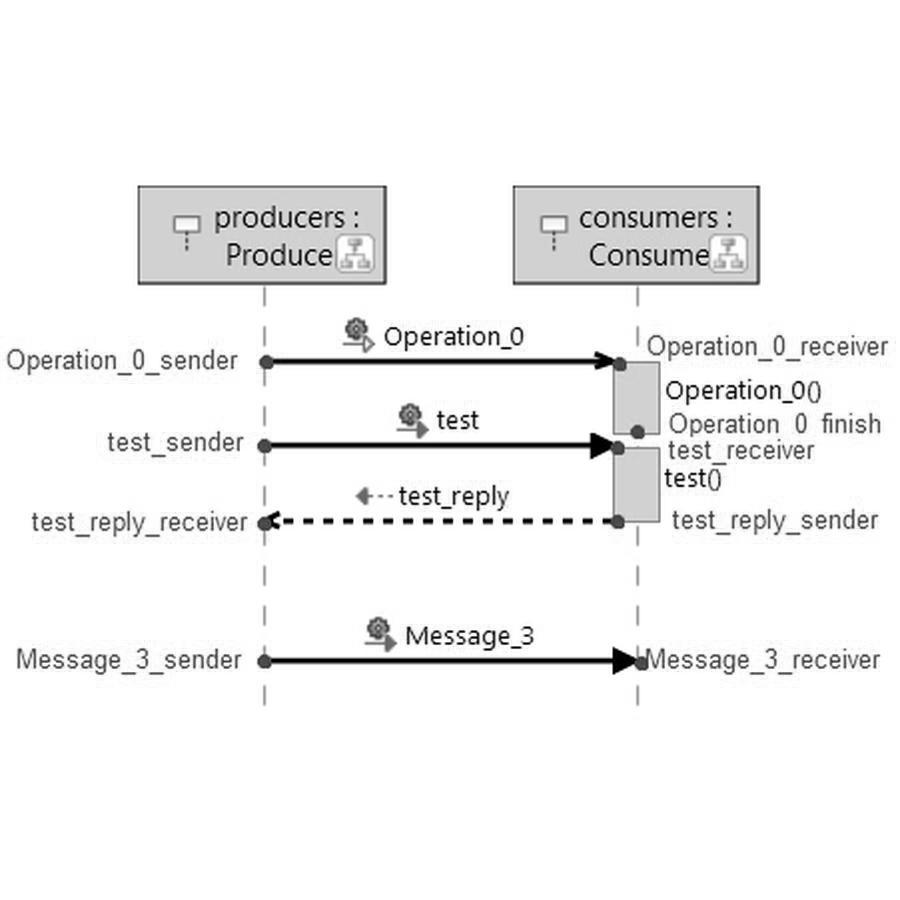 producers :
Produce
consumers :
Consume
Operation_0
Operation_0_sender
Operation_0_receiver
Operation_0()
Operation_0_finish
test
test_sender
test_receiver
test()
test_reply
test_reply_receiver
test_reply_sender
Message_3
Message_3_sender
Message_3_receiver